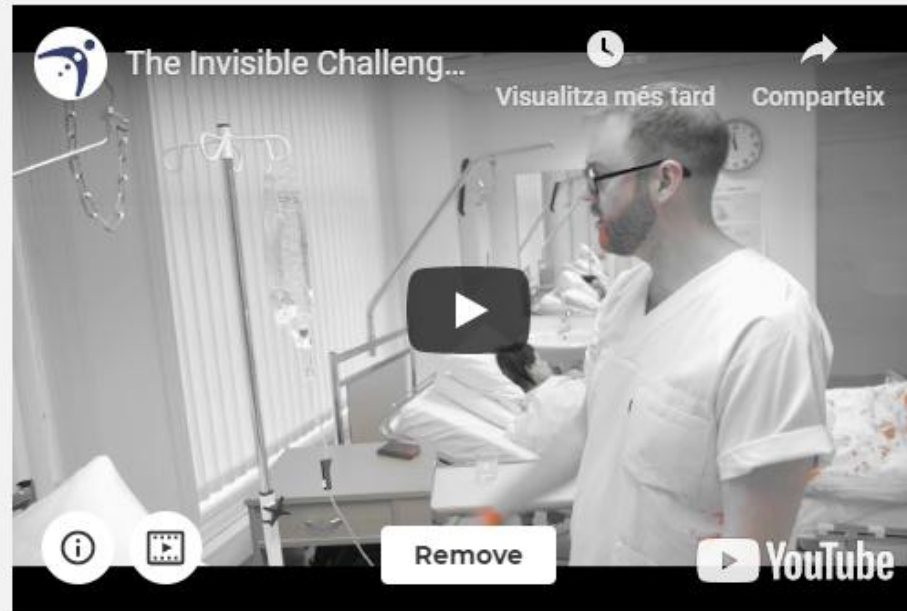 The Invisible Challeng...
Visualitza més tard
Comparteix
Remove
YouTube